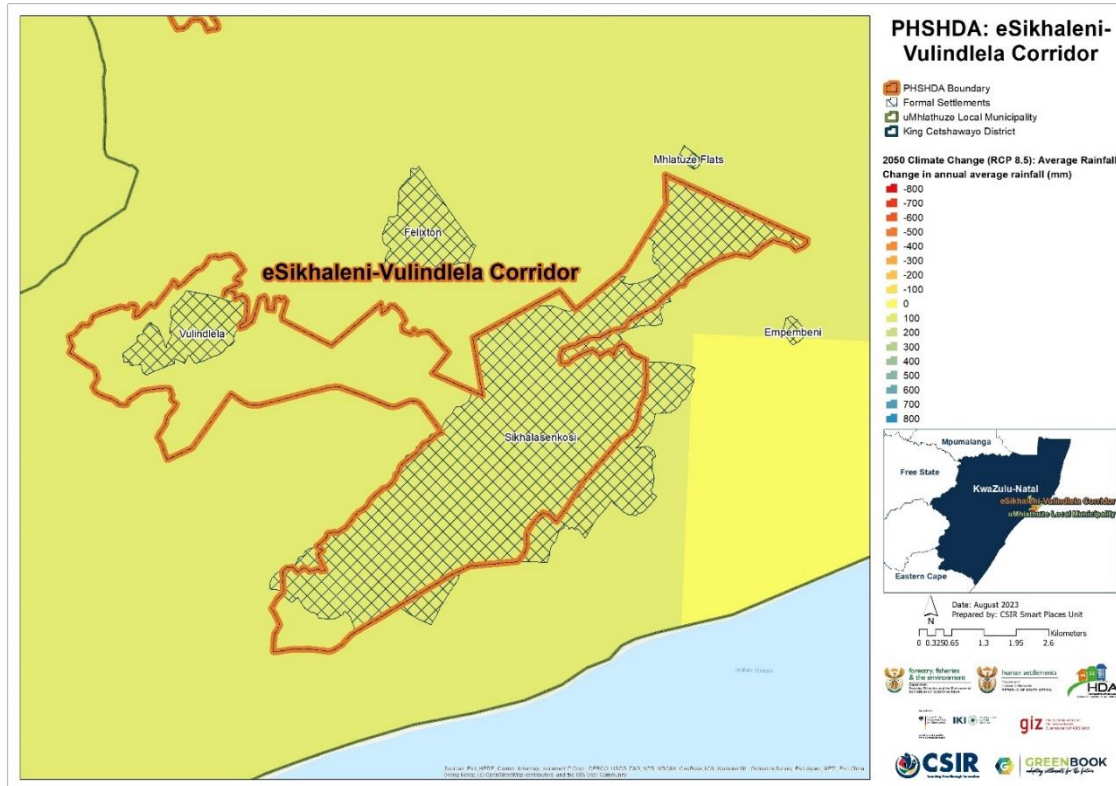 PHSHDA: eSikhaleni-
Vulindlela Corridor
PHSHDA Boundary
Formal Settlements
uMhlathuze Local Municipality
King Cetshawayo District
2050 Climate Change (RCP 8.5): Average Rainfall
Change in annual average rainfall (mm)
-800
-700
-600
-500
-400
-300
-200
-100
0
100
200
300
400
500
600
700
800
Mhlatuze Flats
Felixton
eSikhaleni-Vulindlela Corridor
Vulindlela
Empembeni
Sikhalasenkosi
Mpumalanga
Free State
KwaZulu-Natal
eSikhaleni-Vulindlela Corridor
uMhlathuze Local Municipality
Eastern Cape
N
Date: August 2023
Prepared by: CSIR Smart Places Unit
Kilometers
0 0.325 0.65 1.3 1.95 2.6
forestry, fisheries
& the environment
human settlements
HDA
IKI
giz
CSIR
GREENBOOK